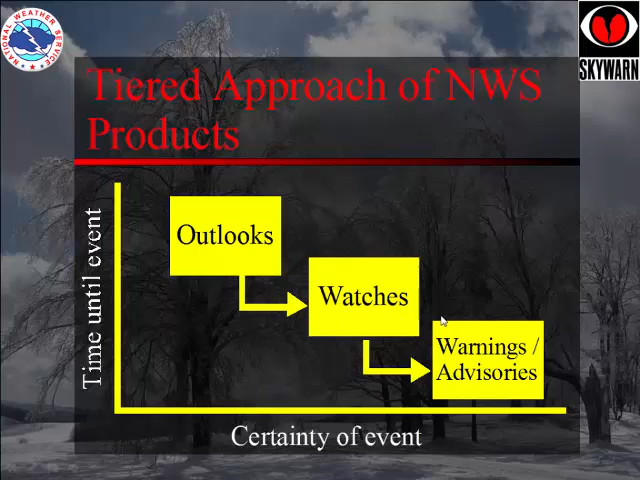 NATIONAL WEATHER SERVICE
SKYWARN
Tiered Approach of NWS
Products
Time until event
Outlooks
Watches
Warnings /
Advisories
Certainty of event